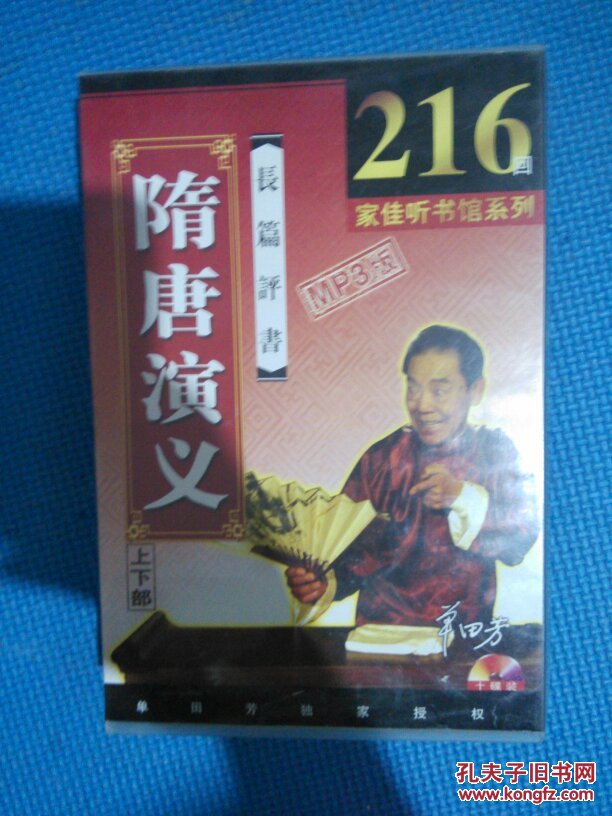 216回
家佳听书馆系列
長篇評書
隋唐演义
MP3版
上下部
单田芳
十碟装
单田芳独家授权
孔夫子旧书网
www.kongfz.com